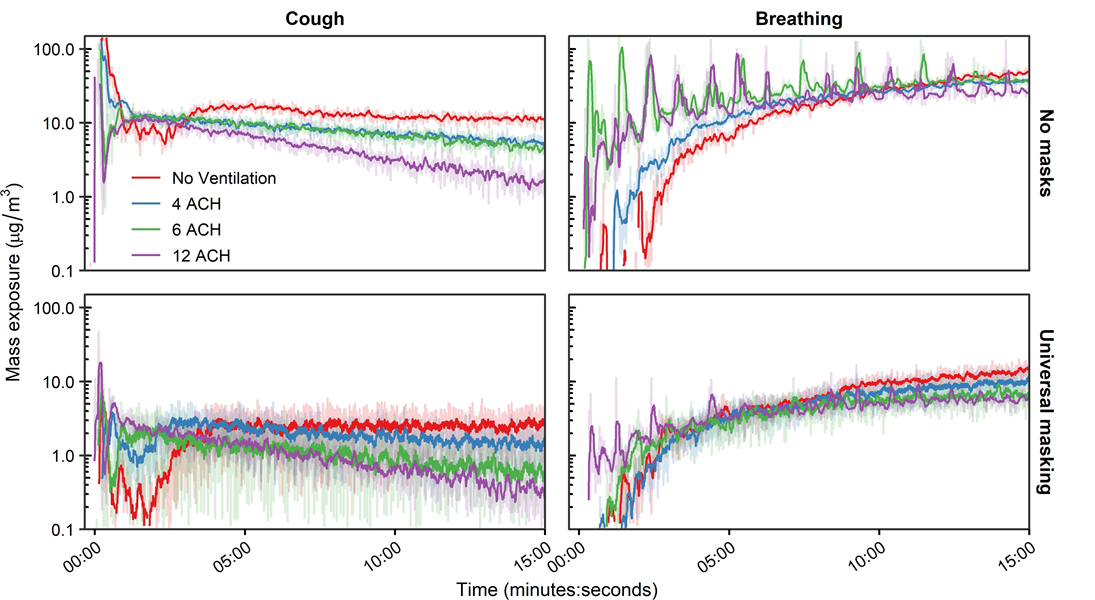 Cough
Breathing
100.0
10.0
1.0
0.1
No Ventilation
4 ACH
6 ACH
12 ACH
No masks
Mass exposure (µg/m³)
100.0
10.0
1.0
0.1
Universal masking
00:00
05:00
10:00
15:00
00:00
05:00
10:00
15:00
Time (minutes:seconds)